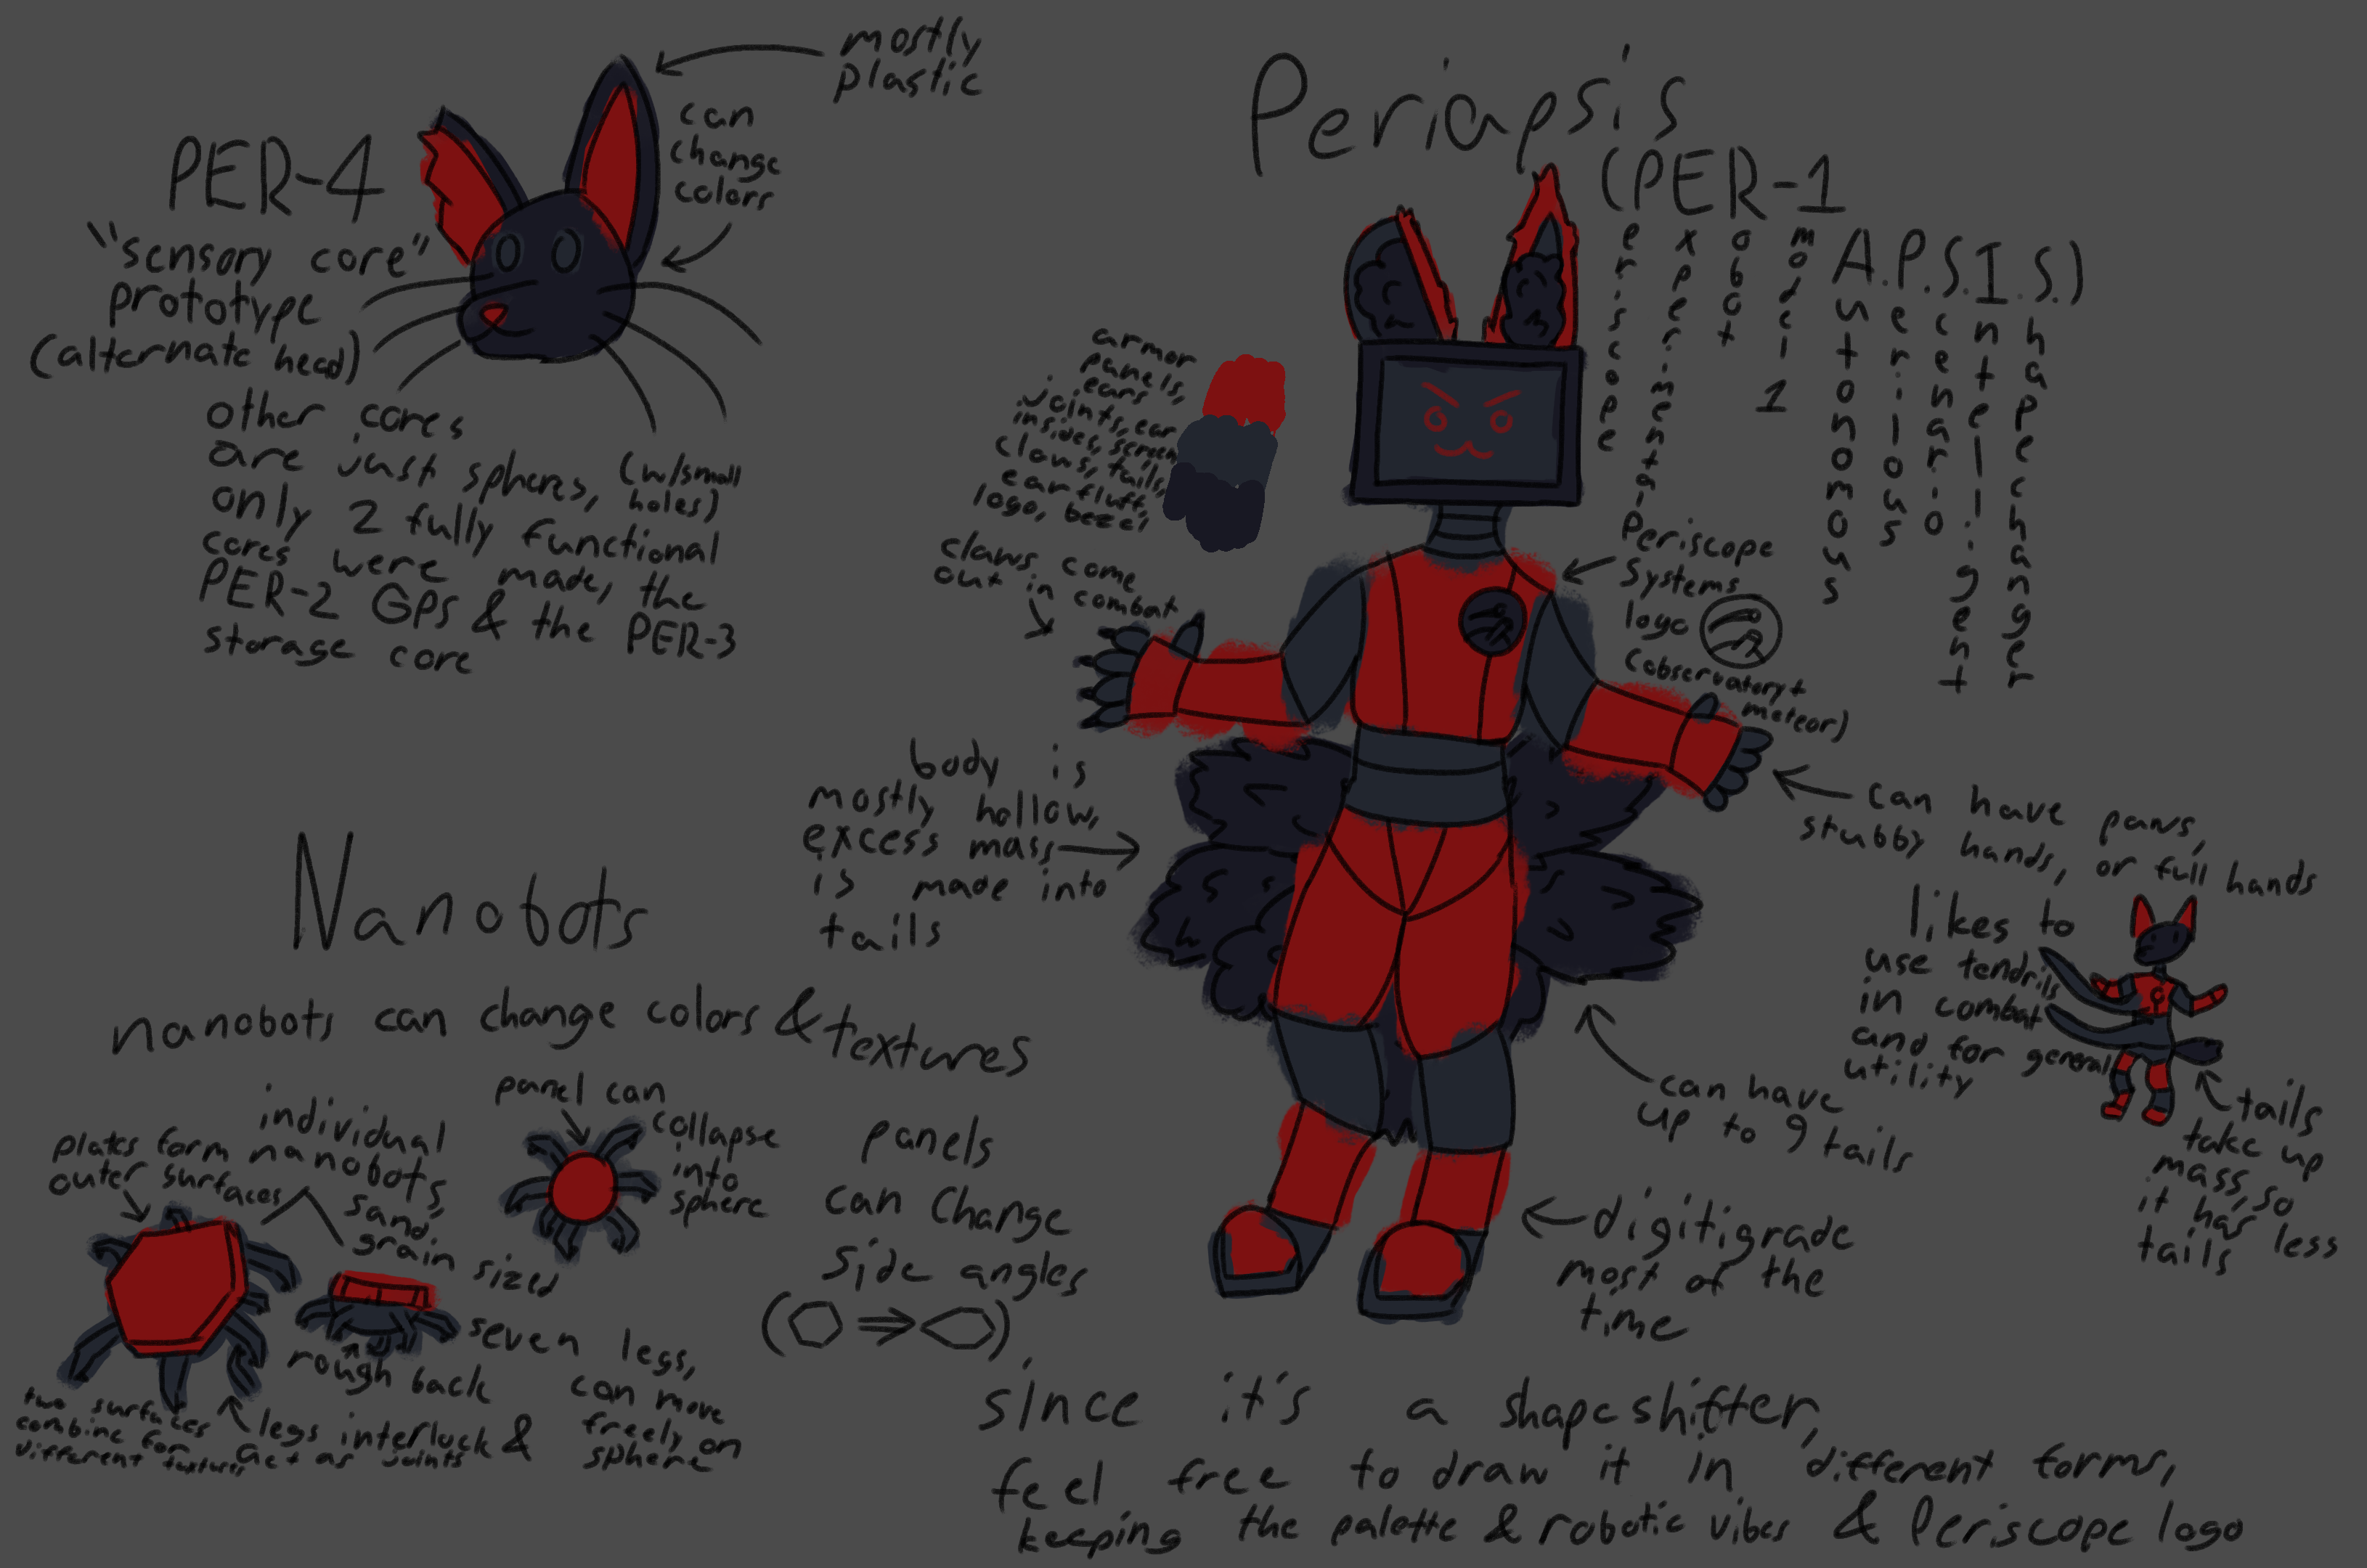 mostly
plastic
can
change
colors
PER-4
"sensory core"
prototype
(alternate head)
other cores
are just spheres, (w/small
holes)
only 2 fully functional
cores were made, the
PER-2 GPS & the PER-3
storage core
Periapsis
(PER-1
A.P.S.I.S.)
Periscope
Experimental
Robot
Model 1
Autonomous
Perilous
Scenario
Intelligent
Shapechanger
armor
panels
ears,
joints, ear
insides, screen
claws, tails,
ear fluff,
logo, bezel
claws come
out in
combat
Periscope
Systems
logo
(observatory +
meteor)
body is
mostly hollow,
excess mass
is made into
tails
can have paws,
stubby hands, or full hands
likes to
use tendrils
in combat
and for general
utility
tails
take up
mass so
it has less
tails
can have
up to 9 tails
digitigrade
most of the
time
Nanobots
nanobots can change colors & textures
individual
nanobots
sand
grain sized
plates form
outer surfaces
panel can
collapse
into
sphere
panels
can change
side angles
seven legs,
can move
freely on
sphere
rough back
legs interlock &
act as joints
two surfaces
combine for
different textures
since it's a shapeshifter,
feel free to draw it in different forms,
keeping the palette & robotic vibes & Periscope logo